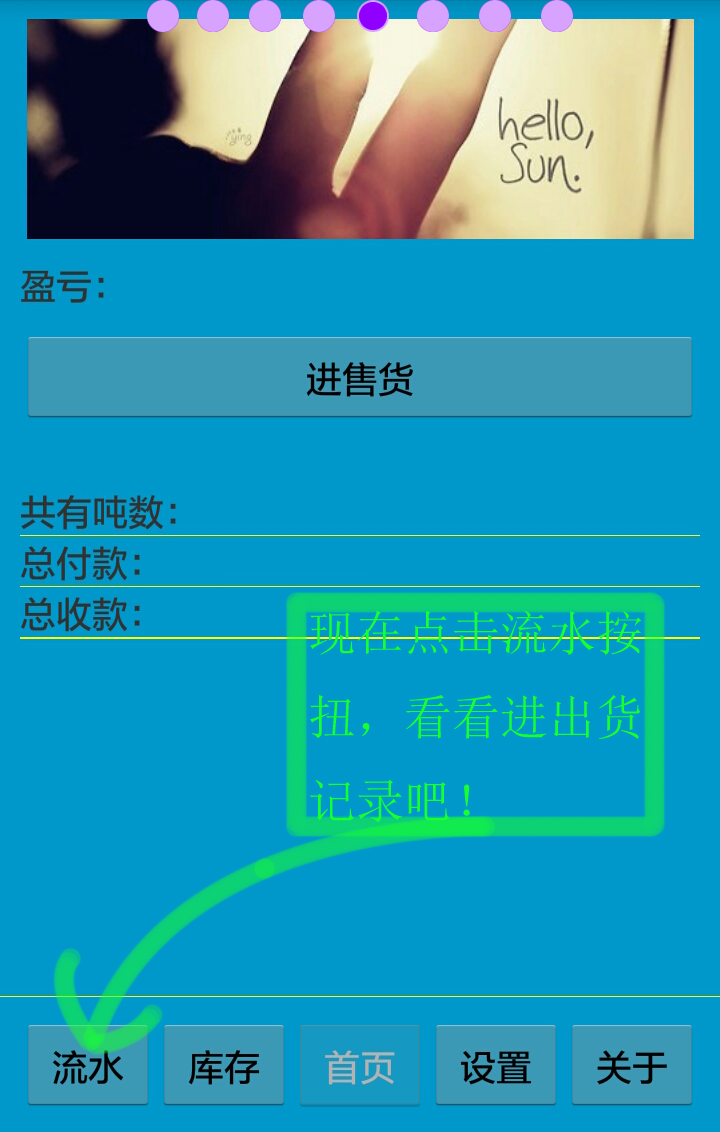 ying
hello,
Sun.
盈亏：
进售货
共有吨数：
总付款：
总收款：
现在点击流水按
扭，看看进出货
记录吧！
流水
库存
首页
设置
关于